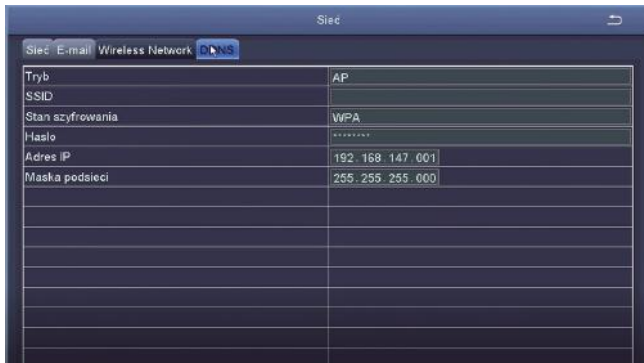 Sieć
Sieć E-mail Wireless Network DDNS
Tryb AP
SSID
Stan szyfrowania WPA
Hasło ********
Adres IP 192.168.147.001
Maska podsieci 255.255.255.000